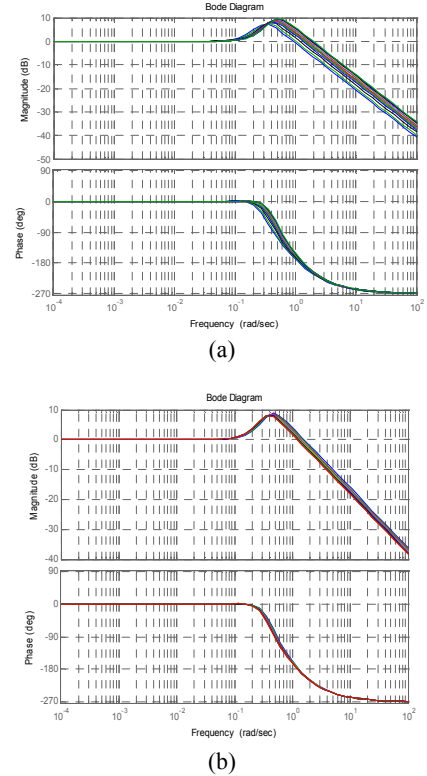 Bode Diagram
10
0
-10
-20
-30
-40
-50
Magnitude (dB)
90
0
-90
-180
-270
Phase (deg)
10^-4 10^-3 10^-2 10^-1 10^0 10^1 10^2
Frequency (rad/sec)
(a)
Bode Diagram
10
0
-10
-20
-30
-40
Magnitude (dB)
90
0
-90
-180
-270
Phase (deg)
10^-4 10^-3 10^-2 10^-1 10^0 10^1 10^2
Frequency (rad/sec)
(b)